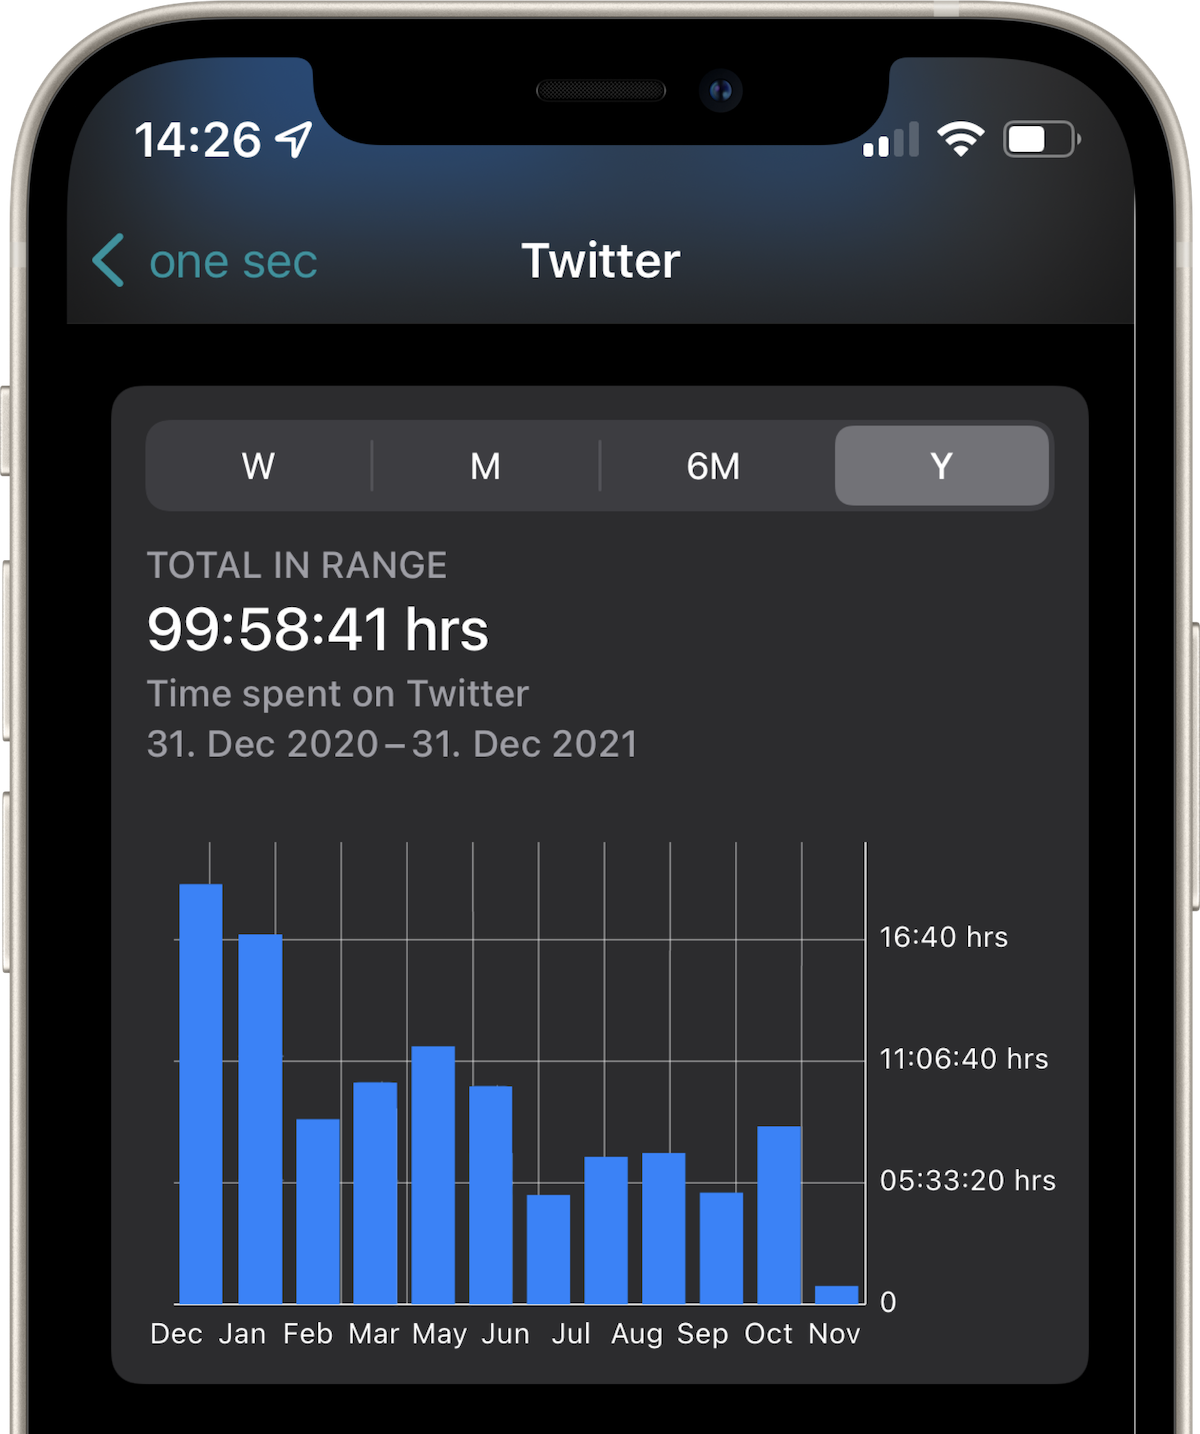 14:26
one sec
Twitter
W M 6M Y
TOTAL IN RANGE
99:58:41 hrs
Time spent on Twitter
31. Dec 2020 – 31. Dec 2021
16:40 hrs
11:06:40 hrs
05:33:20 hrs
0
Dec Jan Feb Mar May Jun Jul Aug Sep Oct Nov